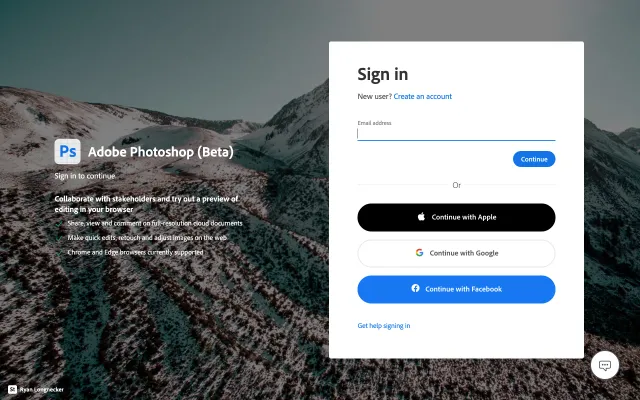 Ps Adobe Photoshop (Beta)
Sign in to continue
Collaborate with stakeholders and try out a preview of
editing in your browser
Share, view and comment on full-resolution cloud documents
Make quick edits, retouch and adjust images on the web
Chrome and Edge browsers currently supported
Sign in
New user? Create an account
Email address
Continue
Or
Continue with Apple
Continue with Google
Continue with Facebook
Get help signing in
St Ryan Longnecker